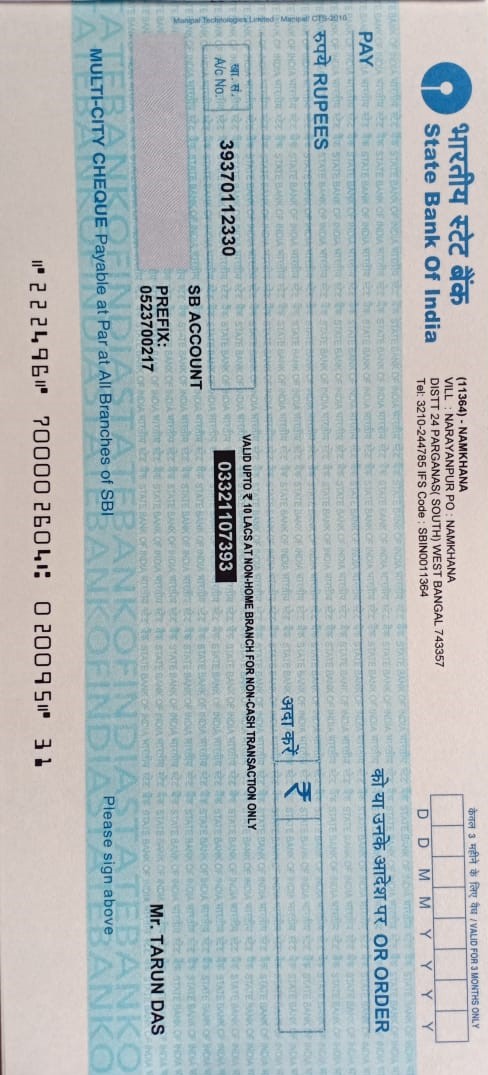 भारतीय स्टेट बैंक
State Bank Of India
(11364) - NAMKHANA
VILL : NARAYANPUR PO : NAMKHANA
DISTT 24 PARGANAS( SOUTH) WEST BANGAL 743357
Tel: 3210-244785 IFS Code : SBIN0011364
केवल 3 महीने के लिए वैध / VALID FOR 3 MONTHS ONLY
D D M M Y Y Y Y
PAY
को या उनके आदेश पर OR ORDER
रुपये RUPEES
अदा करें ₹
खा. सं.
A/c No.
39370112330
VALID UPTO ₹ 10 LACS AT NON-HOME BRANCH FOR NON-CASH TRANSACTION ONLY
SB ACCOUNT
03321107393
PREFIX:
0523700217
Mr. TARUN DAS
MULTI-CITY CHEQUE Payable at Par at All Branches of SBI
Please sign above
Manipal Technologies Limited - Manipal/ CTS-2010
⑈222496⑈ 700002604⑆ 020095⑈ 31